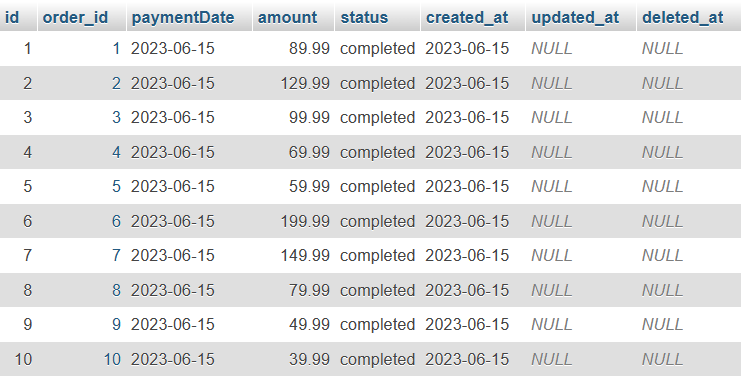 id order_id paymentDate amount status created_at updated_at deleted_at
1 1 2023-06-15 89.99 completed 2023-06-15 NULL NULL
2 2 2023-06-15 129.99 completed 2023-06-15 NULL NULL
3 3 2023-06-15 99.99 completed 2023-06-15 NULL NULL
4 4 2023-06-15 69.99 completed 2023-06-15 NULL NULL
5 5 2023-06-15 59.99 completed 2023-06-15 NULL NULL
6 6 2023-06-15 199.99 completed 2023-06-15 NULL NULL
7 7 2023-06-15 149.99 completed 2023-06-15 NULL NULL
8 8 2023-06-15 79.99 completed 2023-06-15 NULL NULL
9 9 2023-06-15 49.99 completed 2023-06-15 NULL NULL
10 10 2023-06-15 39.99 completed 2023-06-15 NULL NULL